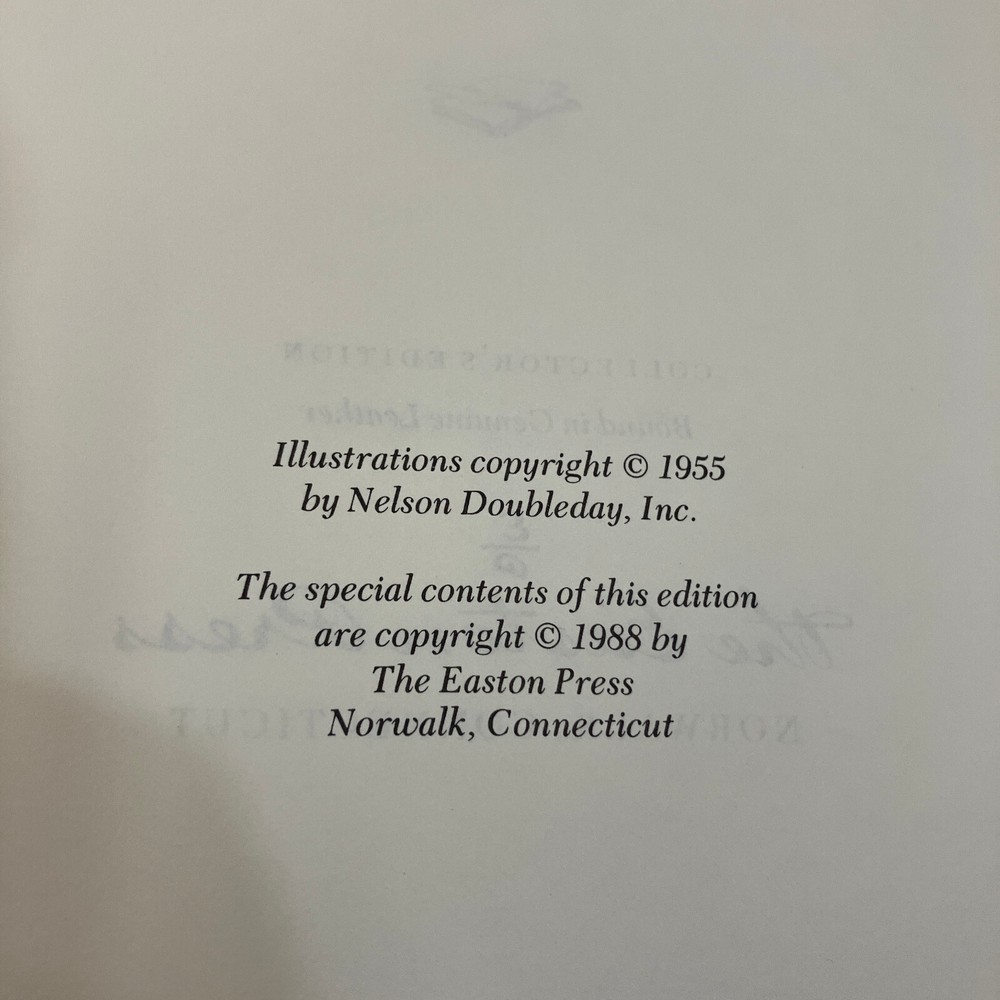 Illustrations copyright © 1955
by Nelson Doubleday, Inc.
The special contents of this edition
are copyright © 1988 by
The Easton Press
Norwalk, Connecticut